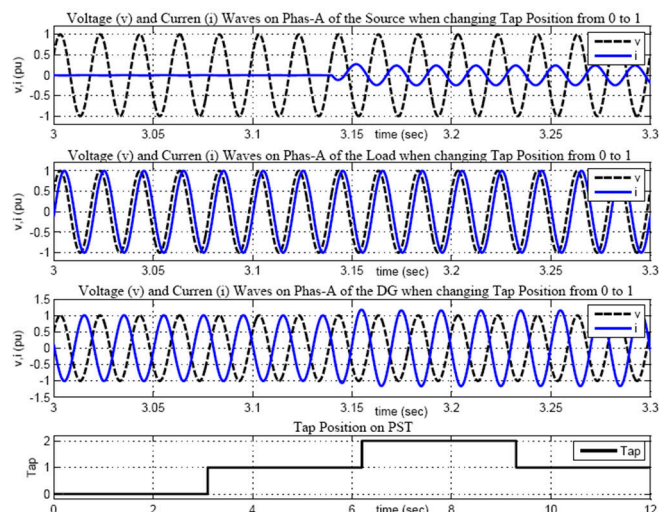 Voltage (v) and Curren (i) Waves on Phas-A of the Source when changing Tap Position from 0 to 1
v,i (pu)
1
0.5
0
-0.5
-1
v
i
3 3.05 3.1 3.15 3.2 3.25 3.3
time (sec)
Voltage (v) and Curren (i) Waves on Phas-A of the Load when changing Tap Position from 0 to 1
v,i (pu)
1
0.5
0
-0.5
-1
v
i
3 3.05 3.1 3.15 3.2 3.25 3.3
time (sec)
Voltage (v) and Curren (i) Waves on Phas-A of the DG when changing Tap Position from 0 to 1
v,i (pu)
1.5
1
0.5
0
-0.5
-1
-1.5
v
i
3 3.05 3.1 3.15 3.2 3.25 3.3
time (sec)
Tap Position on PST
Tap
2
1
0
Tap
0 2 4 6 8 10 12